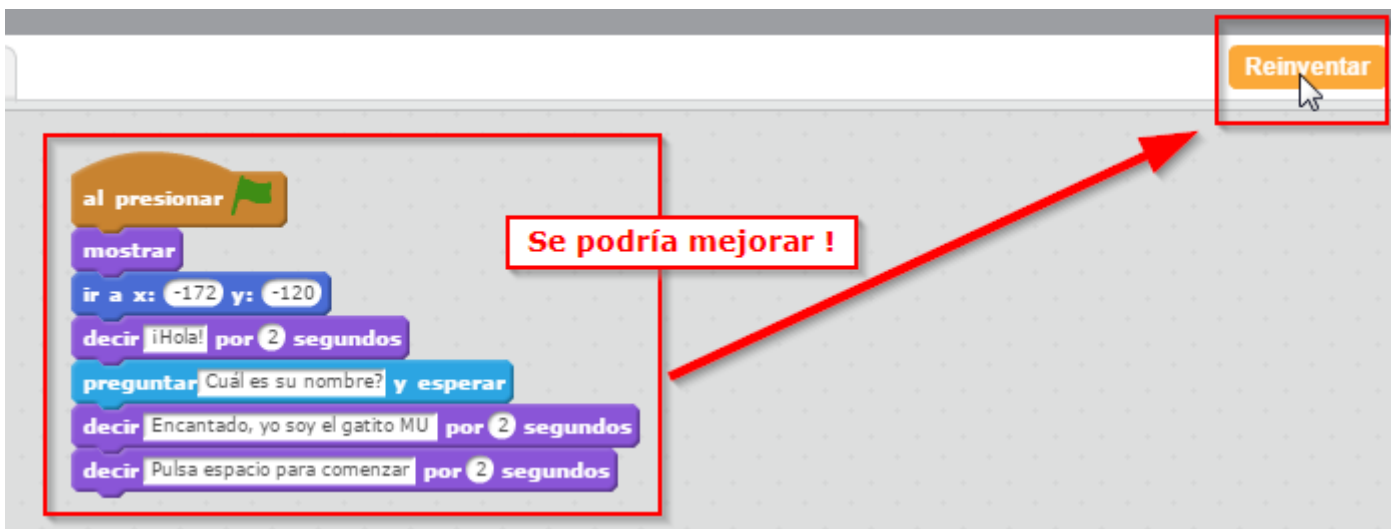 Reinventar
al presionar
mostrar
Se podría mejorar !
ir a x: -172 y: -120
decir ¡Hola! por 2 segundos
preguntar Cuál es su nombre? y esperar
decir Encantado, yo soy el gatito MU por 2 segundos
decir Pulsa espacio para comenzar por 2 segundos